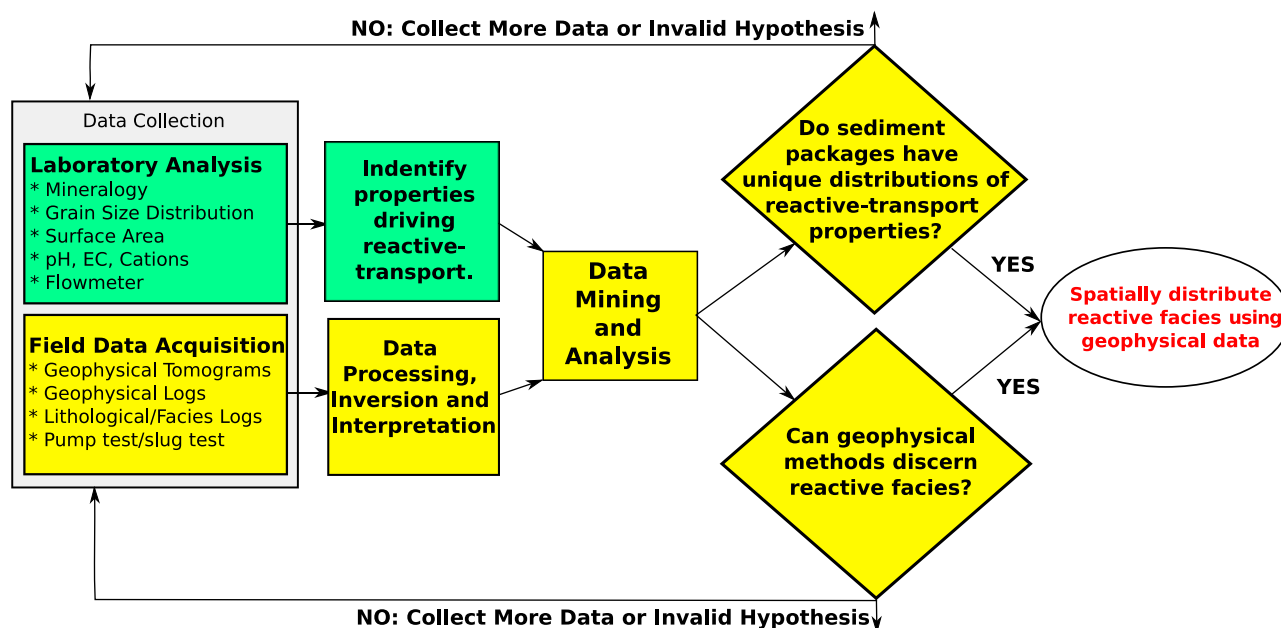 NO: Collect More Data or Invalid Hypothesis
Data Collection
Laboratory Analysis
* Mineralogy
* Grain Size Distribution
* Surface Area
* pH, EC, Cations
* Flowmeter
Field Data Acquisition
* Geophysical Tomograms
* Geophysical Logs
* Lithological/Facies Logs
* Pump test/slug test
Indentify
properties
driving
reactive-
transport.
Data
Processing,
Inversion and
Interpretation
Data
Mining
and
Analysis
Do sediment
packages have
unique distributions of
reactive-transport
properties?
Can geophysical
methods discern
reactive facies?
YES
YES
Spatially distribute
reactive facies using
geophysical data
NO: Collect More Data or Invalid Hypothesis